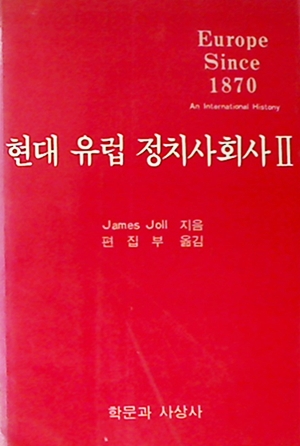 Europe
Since
1870
An International History
현대 유럽 정치사회사 Ⅱ
James Joll 지음
편 집 부 옮김
학문과 사상사